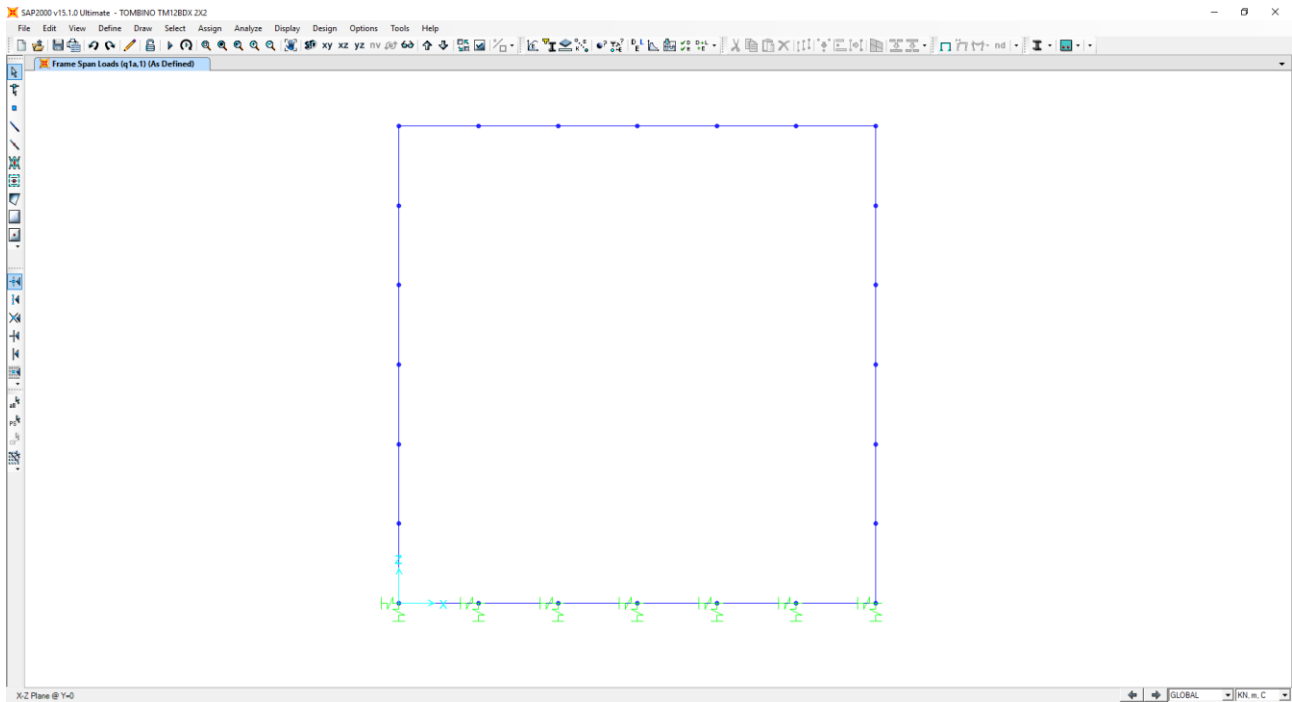 SAP2000 v15.1.0 Ultimate - TOMBINO TM12BDX 2X2
File Edit View Define Draw Select Assign Analyze Display Design Options Tools Help
xy xz yz nv nd
Frame Span Loads (q1a,1) (As Defined)
Z
X
X-Z Plane @ Y=0
GLOBAL
KN, m, C